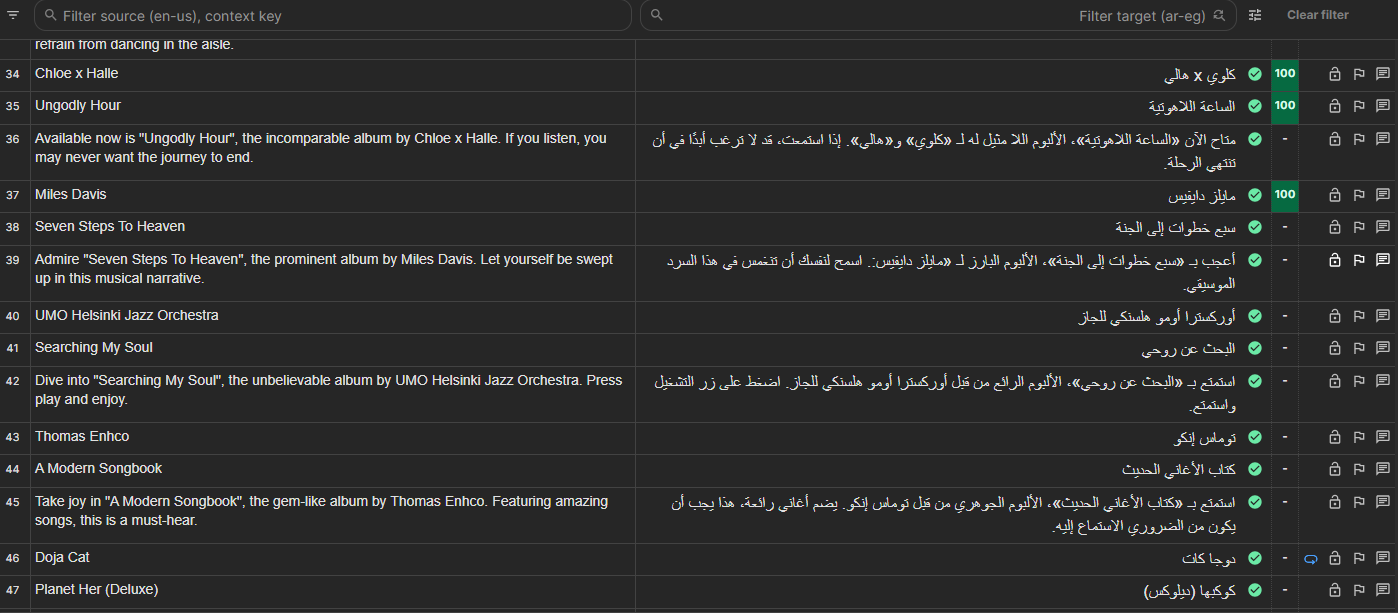 Filter source (en-us), context key
Filter target (ar-eg)
Clear filter
refrain from dancing in the aisle.
34
Chloe x Halle
كلوي x هالي
100
35
Ungodly Hour
الساعة اللاهوتية
100
36
Available now is "Ungodly Hour", the incomparable album by Chloe x Halle. If you listen, you
may never want the journey to end.
متاح الآن «الساعة اللاهوتية»، الألبوم اللا مثيل له لـ «كلوي» و«هالي». إذا استمعت، قد لا ترغب أبدًا في أن
تنتهي الرحلة.
-
37
Miles Davis
مايلز دايفيس
100
38
Seven Steps To Heaven
سبع خطوات إلى الجنة
-
39
Admire "Seven Steps To Heaven", the prominent album by Miles Davis. Let yourself be swept
up in this musical narrative.
أعجب بـ «سبع خطوات إلى الجنة»، الألبوم البارز لـ «مايلز دايفيس:. اسمح لنفسك أن تنغمس في هذا السرد
الموسيقي.
-
40
UMO Helsinki Jazz Orchestra
أوركسترا أومو هلسنكي للجاز
-
41
Searching My Soul
البحث عن روحي
-
42
Dive into "Searching My Soul", the unbelievable album by UMO Helsinki Jazz Orchestra. Press
play and enjoy.
استمتع بـ «البحث عن روحي»، الألبوم الرائع من قبل أوركسترا أومو هلسنكي للجاز. اضغط على زر التشغيل
واستمتع.
-
43
Thomas Enhco
توماس إنكو
-
44
A Modern Songbook
كتاب الأغاني الحديث
-
45
Take joy in "A Modern Songbook", the gem-like album by Thomas Enhco. Featuring amazing
songs, this is a must-hear.
استمتع بـ «كتاب الأغاني الحديث»، الألبوم الجوهري من قبل توماس إنكو. يضم أغاني رائعة، هذا يجب أن
يكون من الضروري الاستماع إليه.
-
46
Doja Cat
دوجا كات
-
47
Planet Her (Deluxe)
كوكبها (ديلوكس)
-